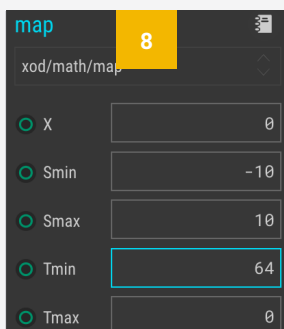 map
8
xod/math/map
X 0
Smin -10
Smax 10
Tmin 64
Tmax 0